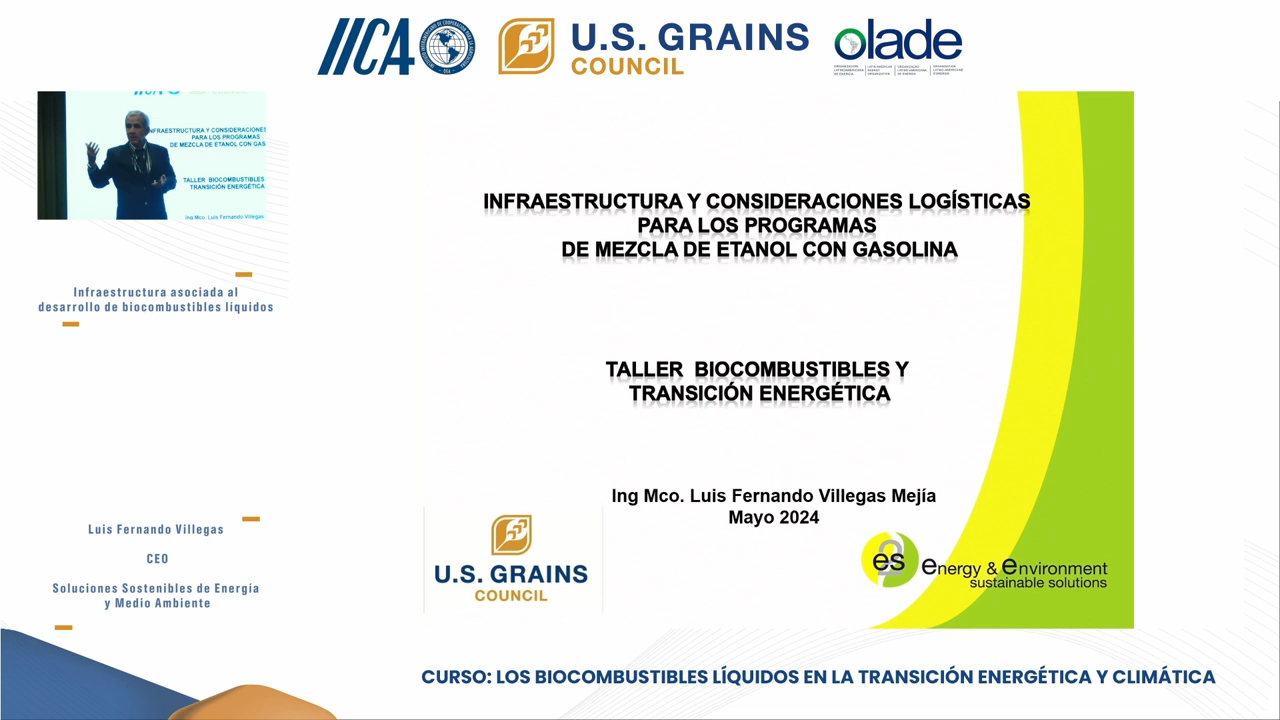 IICA
U.S. GRAINS
COUNCIL
olade
INFRAESTRUCTURA Y CONSIDERACIONES
PARA LOS PROGRAMAS
DE MEZCLA DE ETANOL CON GAS
TALLER BIOCOMBUSTIBLES
TRANSICIÓN ENERGÉTICA
Ing Mco. Luis Fernando Villegas
Infraestructura asociada al
desarrollo de biocombustibles líquidos
Luis Fernando Villegas
CEO
Soluciones Sostenibles de Energía
y Medio Ambiente
INFRAESTRUCTURA Y CONSIDERACIONES LOGÍSTICAS
PARA LOS PROGRAMAS
DE MEZCLA DE ETANOL CON GASOLINA
TALLER BIOCOMBUSTIBLES Y
TRANSICIÓN ENERGÉTICA
Ing Mco. Luis Fernando Villegas Mejía
Mayo 2024
U.S. GRAINS
COUNCIL
e2s energy & environment
sustainable solutions
CURSO: LOS BIOCOMBUSTIBLES LÍQUIDOS EN LA TRANSICIÓN ENERGÉTICA Y CLIMÁTICA